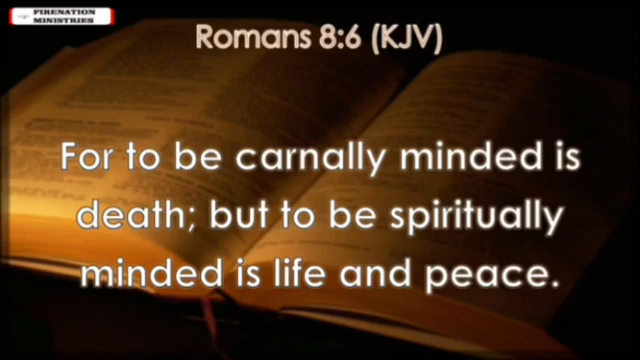 FIRENATION
MINISTRIES
Romans 8:6 (KJV)
For to be carnally minded is
death; but to be spiritually
minded is life and peace.